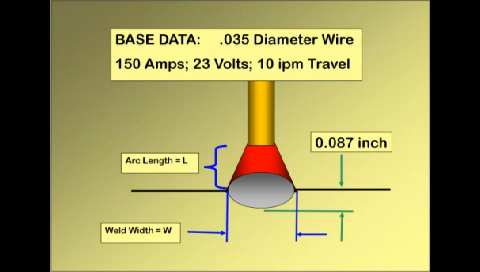 BASE DATA: .035 Diameter Wire
150 Amps; 23 Volts; 10 ipm Travel
0.087 inch
Arc Length = L
Weld Width = W